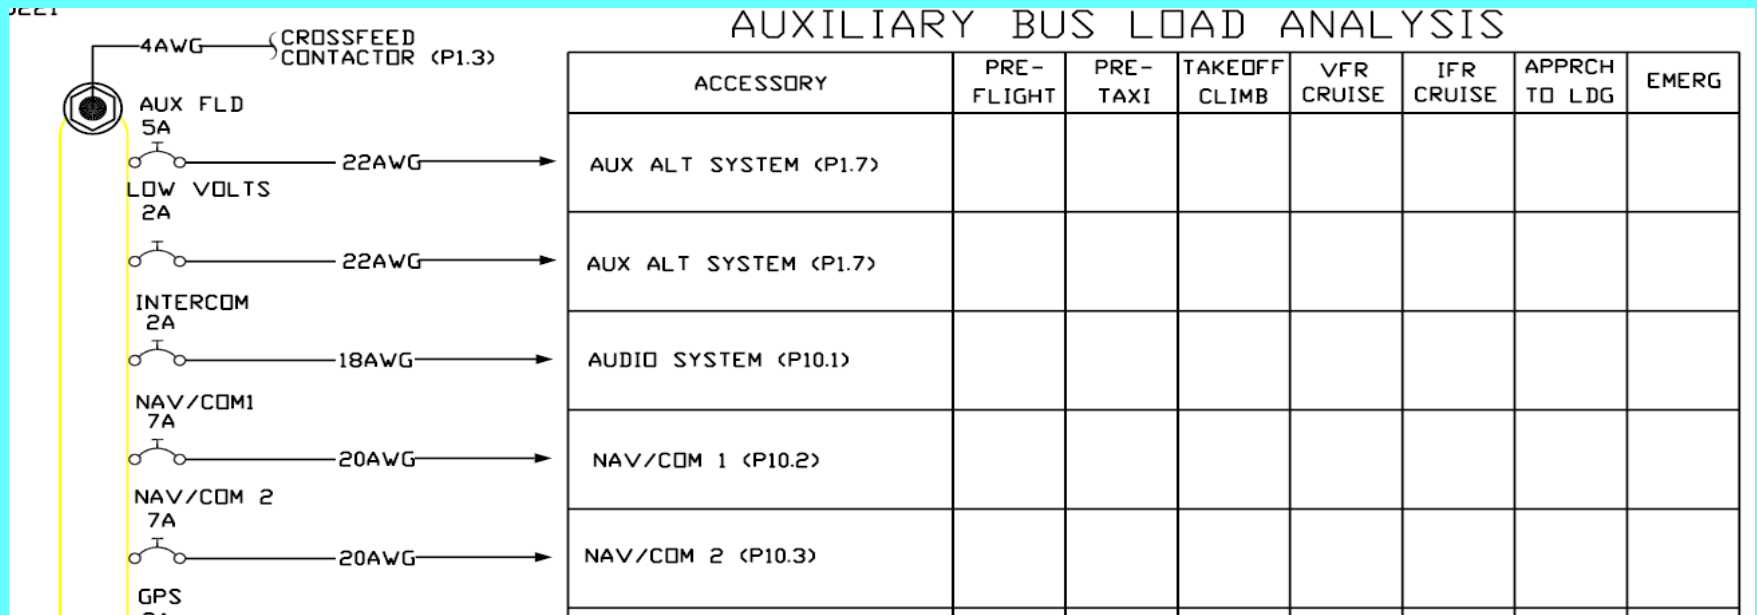 AUXILIARY BUS LOAD ANALYSIS
4AWG
CROSSFEED
CONTACTOR (P1.3)
ACCESSORY
PRE-
FLIGHT
PRE-
TAXI
TAKEOFF
CLIMB
VFR
CRUISE
IFR
CRUISE
APPRCH
TO LDG
EMERG
AUX FLD
5A
22AWG
AUX ALT SYSTEM (P1.7)
LOW VOLTS
2A
22AWG
AUX ALT SYSTEM (P1.7)
INTERCOM
2A
18AWG
AUDIO SYSTEM (P10.1)
NAV/COM1
7A
20AWG
NAV/COM 1 (P10.2)
NAV/COM 2
7A
20AWG
NAV/COM 2 (P10.3)
GPS